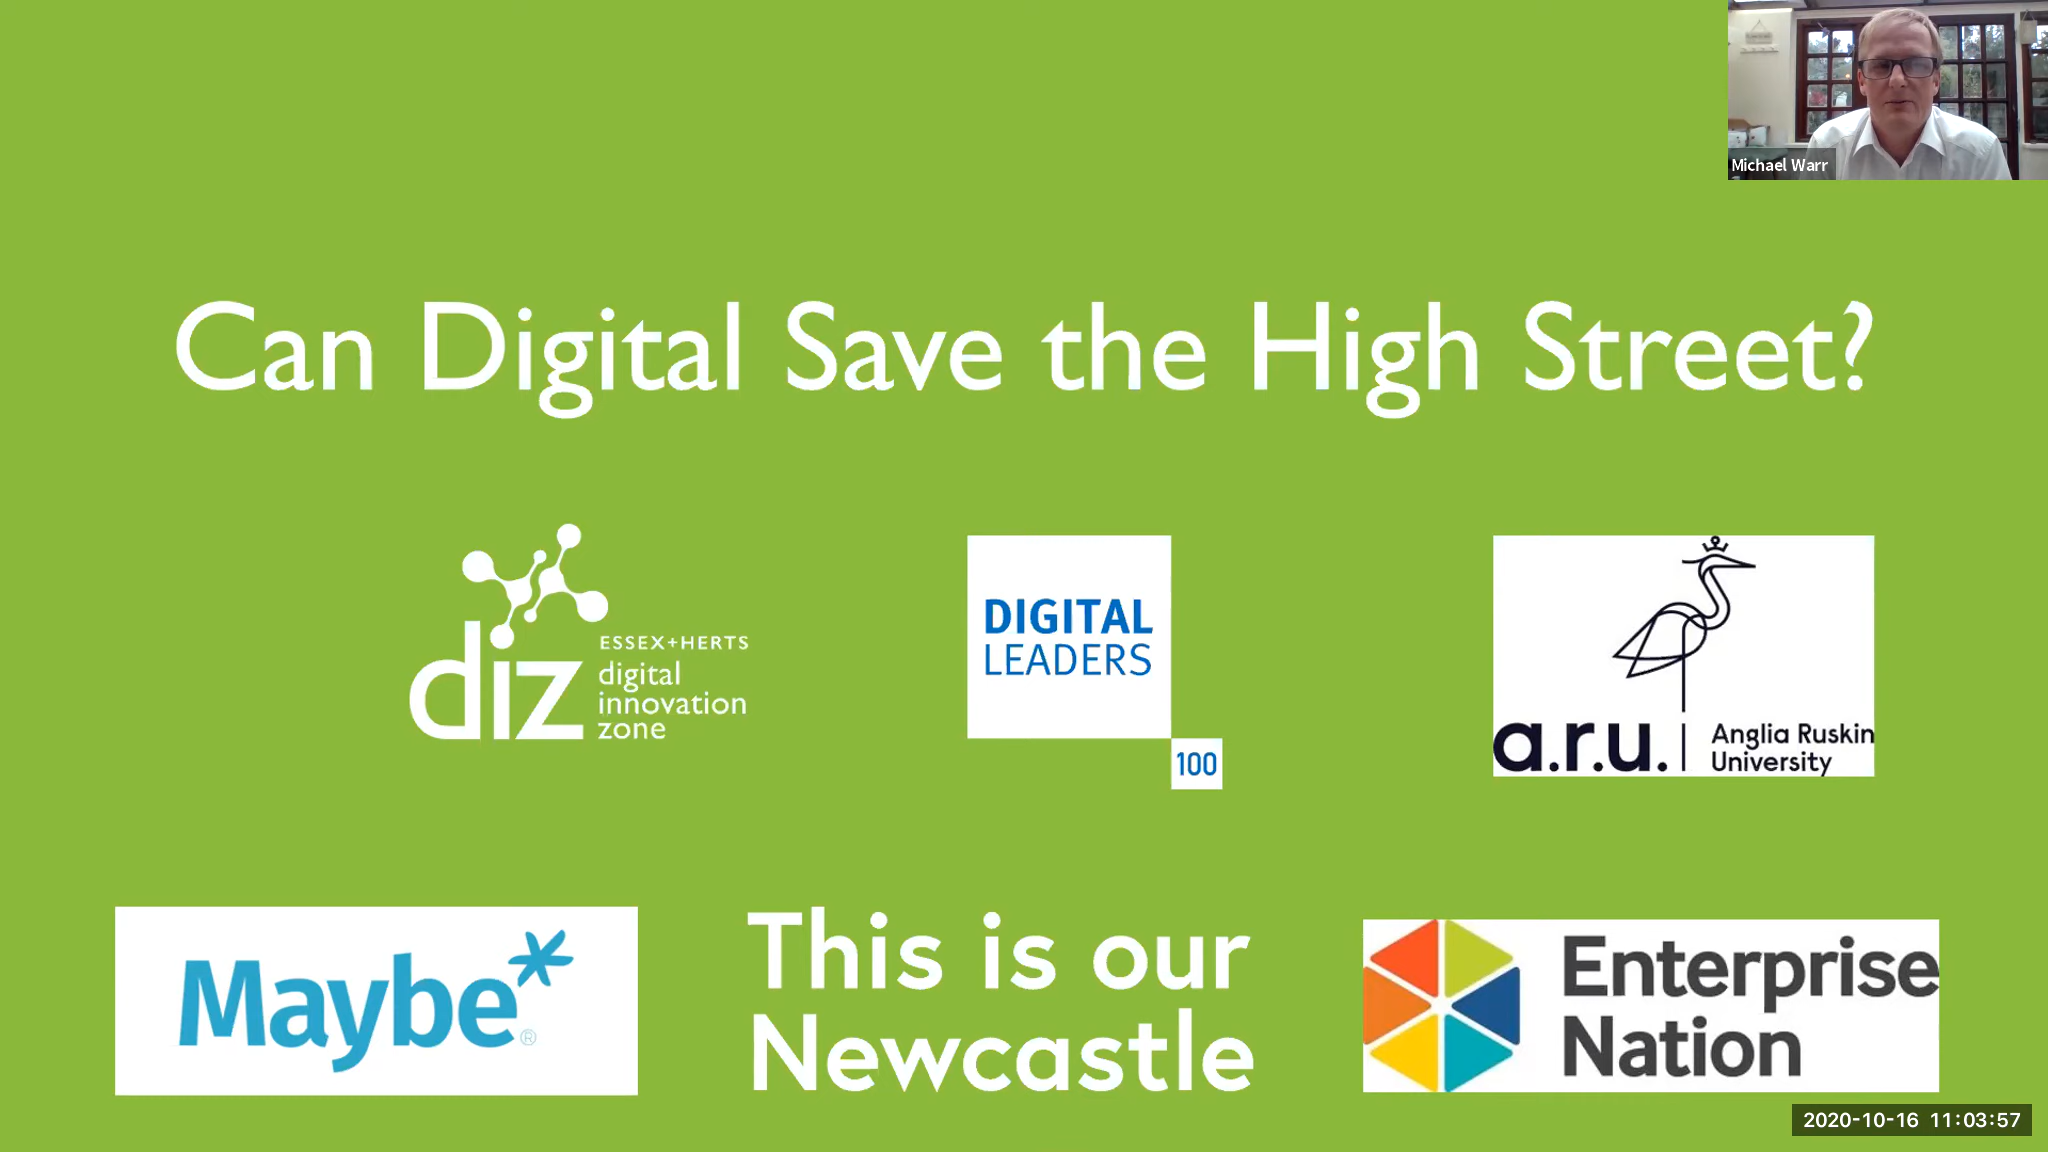 Michael Warr
Can Digital Save the High Street?
diz
ESSEX+HERTS
digital
innovation
zone
DIGITAL
LEADERS
100
a.r.u.
Anglia Ruskin
University
Maybe*
®
This is our
Newcastle
Enterprise
Nation
2020-10-16 11:03:57